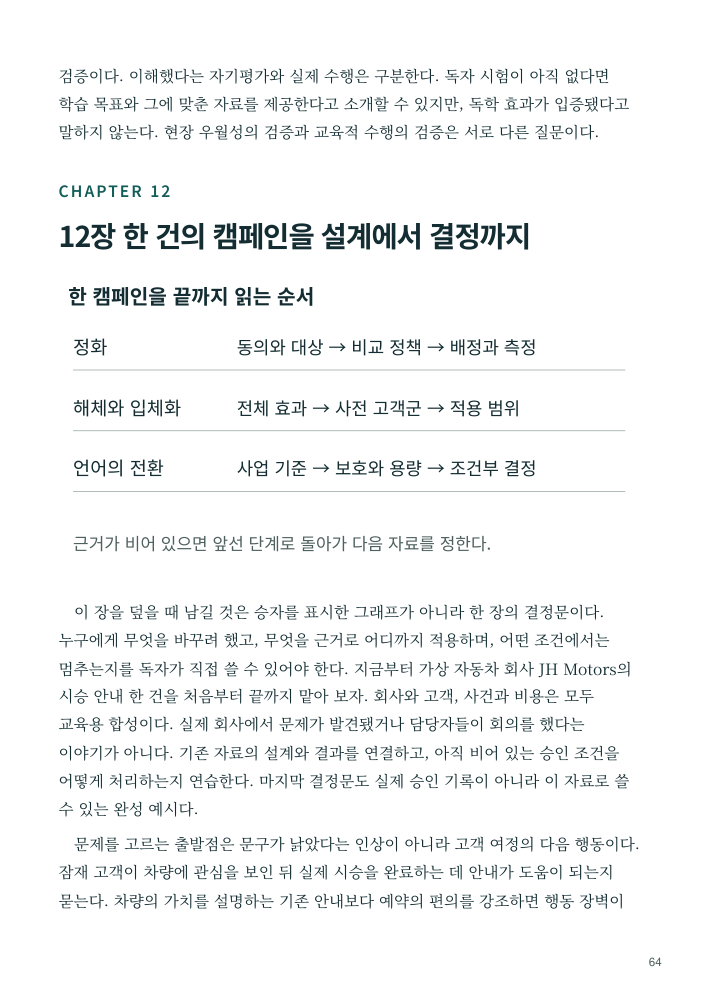 검증이다. 이해했다는 자기평가와 실제 수행은 구분한다. 독자 시험이 아직 없다면
학습 목표와 그에 맞춘 자료를 제공한다고 소개할 수 있지만, 독학 효과가 입증됐다고
말하지 않는다. 현장 우월성의 검증과 교육적 수행의 검증은 서로 다른 질문이다.
CHAPTER 12
12장 한 건의 캠페인을 설계에서 결정까지
한 캠페인을 끝까지 읽는 순서
정화 동의와 대상 → 비교 정책 → 배정과 측정
해체와 입체화 전체 효과 → 사전 고객군 → 적용 범위
언어의 전환 사업 기준 → 보호와 용량 → 조건부 결정
근거가 비어 있으면 앞선 단계로 돌아가 다음 자료를 정한다.
이 장을 덮을 때 남길 것은 승자를 표시한 그래프가 아니라 한 장의 결정문이다.
누구에게 무엇을 바꾸려 했고, 무엇을 근거로 어디까지 적용하며, 어떤 조건에서는
멈추는지를 독자가 직접 쓸 수 있어야 한다. 지금부터 가상 자동차 회사 JH Motors의
시승 안내 한 건을 처음부터 끝까지 맡아 보자. 회사와 고객, 사건과 비용은 모두
교육용 합성이다. 실제 회사에서 문제가 발견됐거나 담당자들이 회의를 했다는
이야기가 아니다. 기존 자료의 설계와 결과를 연결하고, 아직 비어 있는 승인 조건을
어떻게 처리하는지 연습한다. 마지막 결정문도 실제 승인 기록이 아니라 이 자료로 쓸
수 있는 완성 예시다.
문제를 고르는 출발점은 문구가 낡았다는 인상이 아니라 고객 여정의 다음 행동이다.
잠재 고객이 차량에 관심을 보인 뒤 실제 시승을 완료하는 데 안내가 도움이 되는지
묻는다. 차량의 가치를 설명하는 기존 안내보다 예약의 편의를 강조하면 행동 장벽이
64